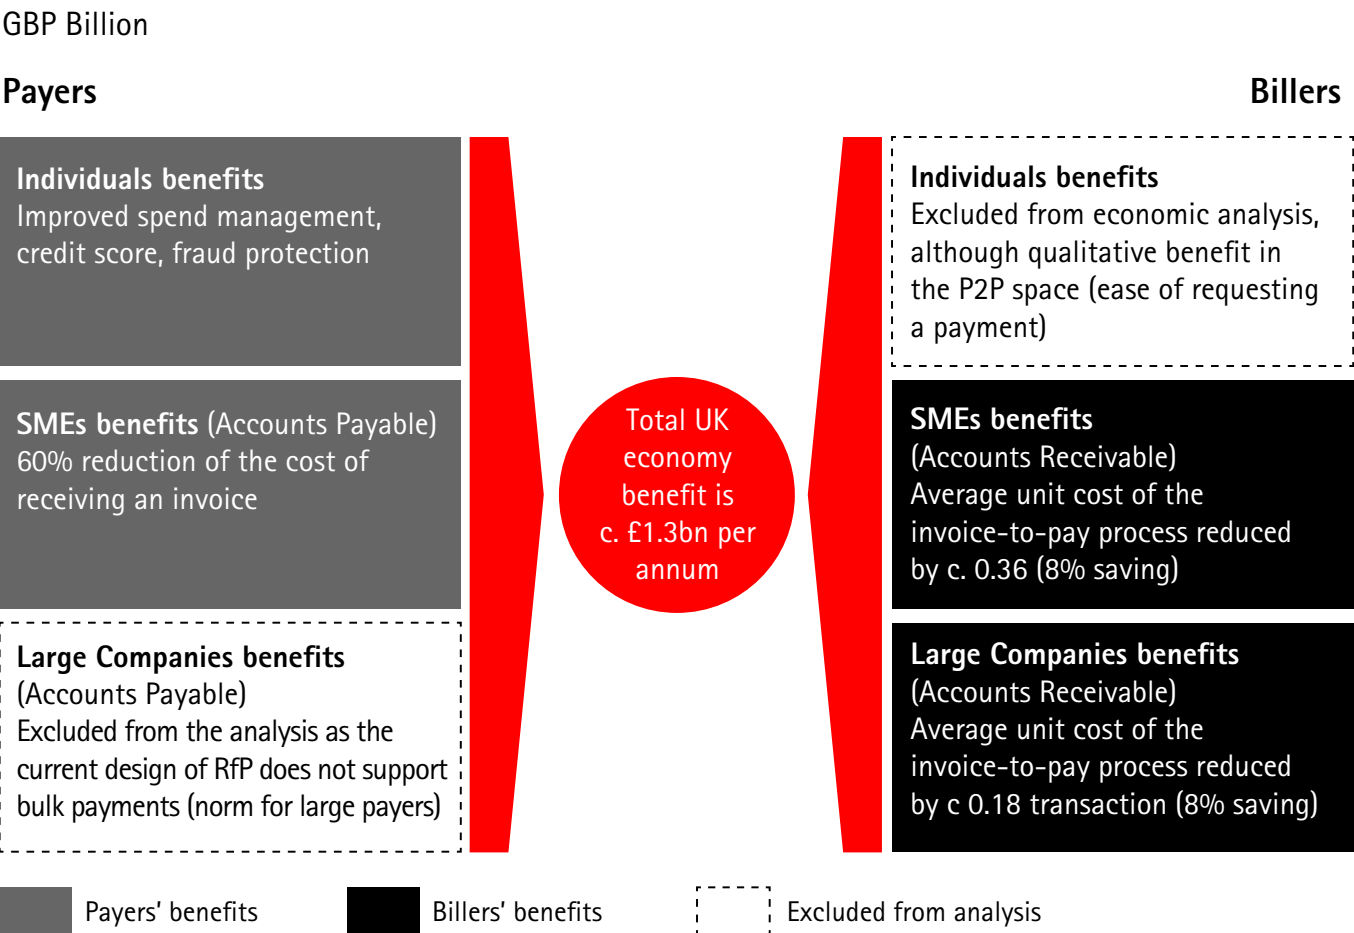 GBP Billion
Payers
Billers
Individuals benefits
Improved spend management,
credit score, fraud protection
SMEs benefits (Accounts Payable)
60% reduction of the cost of
receiving an invoice
Large Companies benefits
(Accounts Payable)
Excluded from the analysis as the
current design of RfP does not support
bulk payments (norm for large payers)
Total UK
economy
benefit is
c. £1.3bn per
annum
Individuals benefits
Excluded from economic analysis,
although qualitative benefit in
the P2P space (ease of requesting
a payment)
SMEs benefits
(Accounts Receivable)
Average unit cost of the
invoice-to-pay process reduced
by c. 0.36 (8% saving)
Large Companies benefits
(Accounts Receivable)
Average unit cost of the
invoice-to-pay process reduced
by c 0.18 transaction (8% saving)
Payers’ benefits
Billers’ benefits
Excluded from analysis